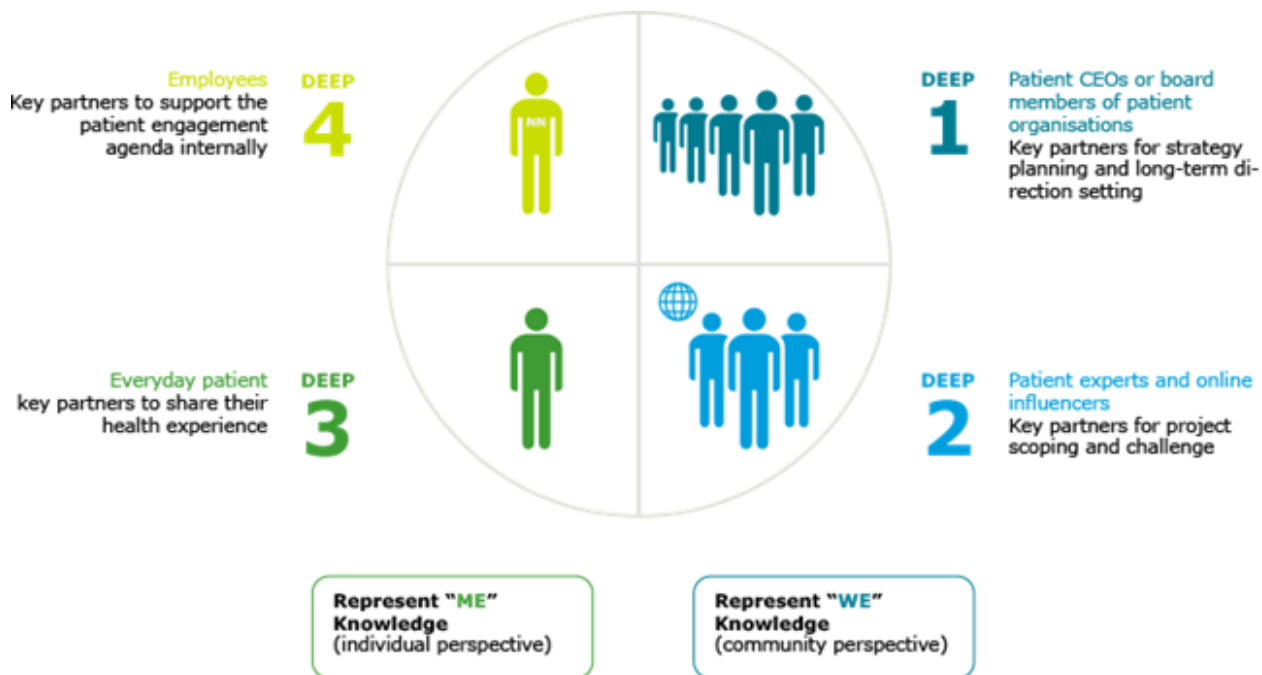 Employees
Key partners to support the
patient engagement
agenda internally
DEEP
4
NN
DEEP
1
Patient CEOs or board
members of patient
organisations
Key partners for strategy
planning and long-term di-
rection setting
Everyday patient
key partners to share their
health experience
DEEP
3
DEEP
2
Patient experts and online
influencers
Key partners for project
scoping and challenge
Represent “ME”
Knowledge
(individual perspective)
Represent “WE”
Knowledge
(community perspective)